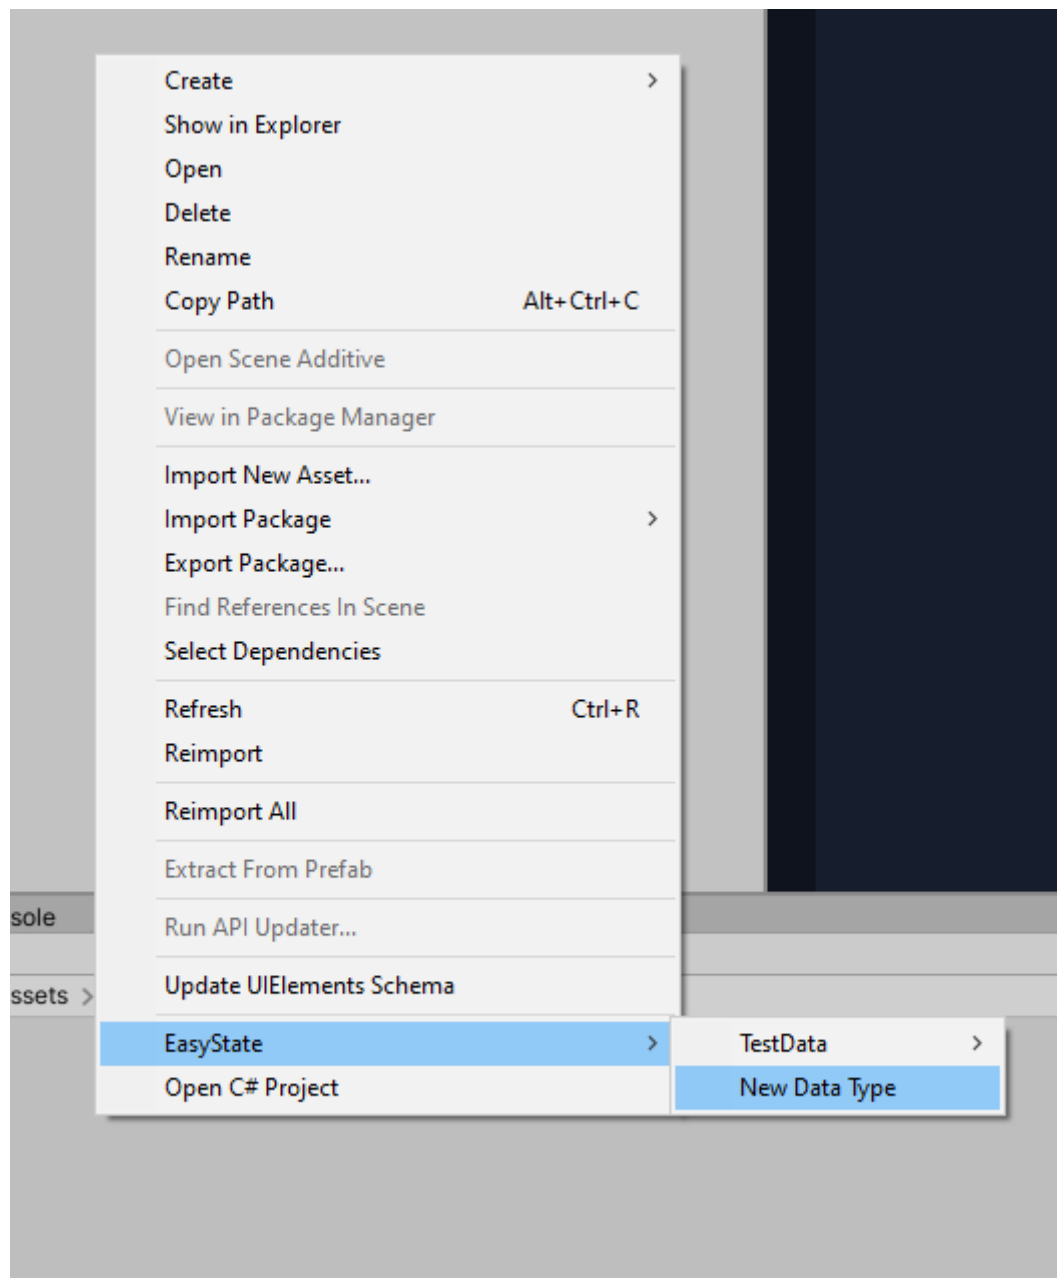 Create
Show in Explorer
Open
Delete
Rename
Copy Path Alt+Ctrl+C
Open Scene Additive
View in Package Manager
Import New Asset...
Import Package
Export Package...
Find References In Scene
Select Dependencies
Refresh Ctrl+R
Reimport
Reimport All
Extract From Prefab
sole
Run API Updater...
Update UIElements Schema
ssets >
EasyState
TestData
Open C# Project
New Data Type